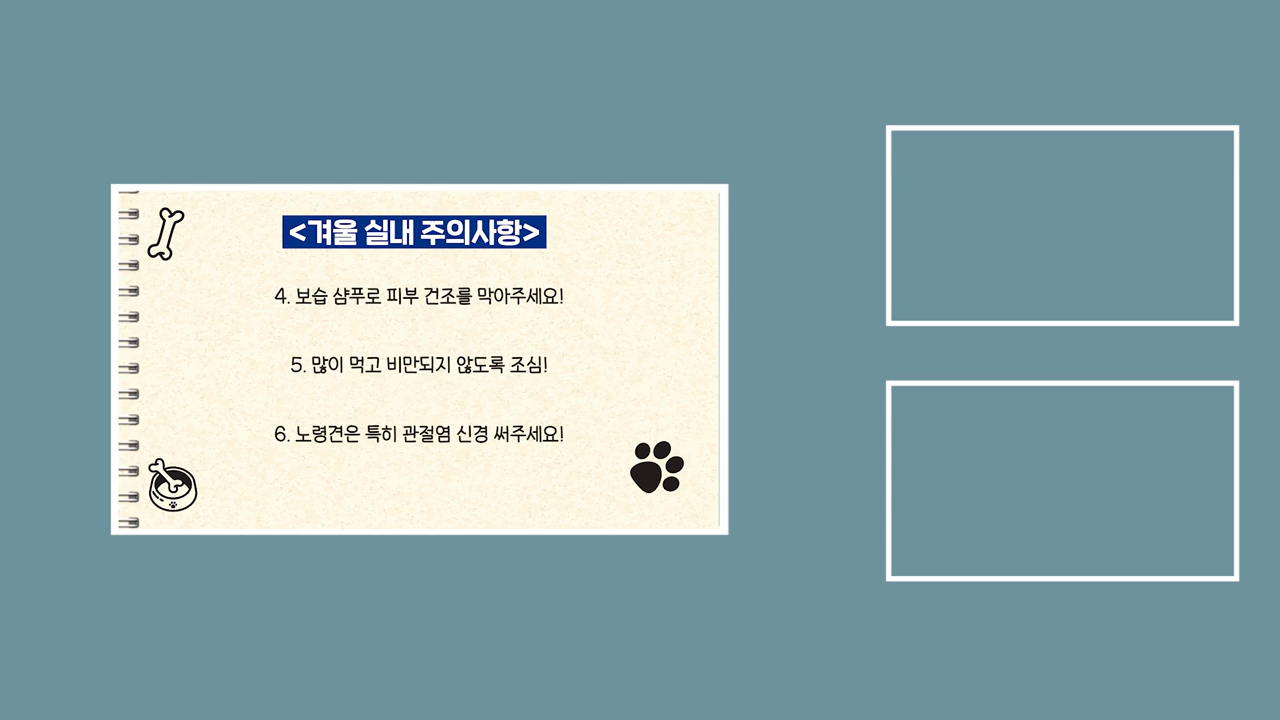 <겨울 실내 주의사항>
4. 보습 샴푸로 피부 건조를 막아주세요!
5. 많이 먹고 비만되지 않도록 조심!
6. 노령견은 특히 관절염 신경 써주세요!